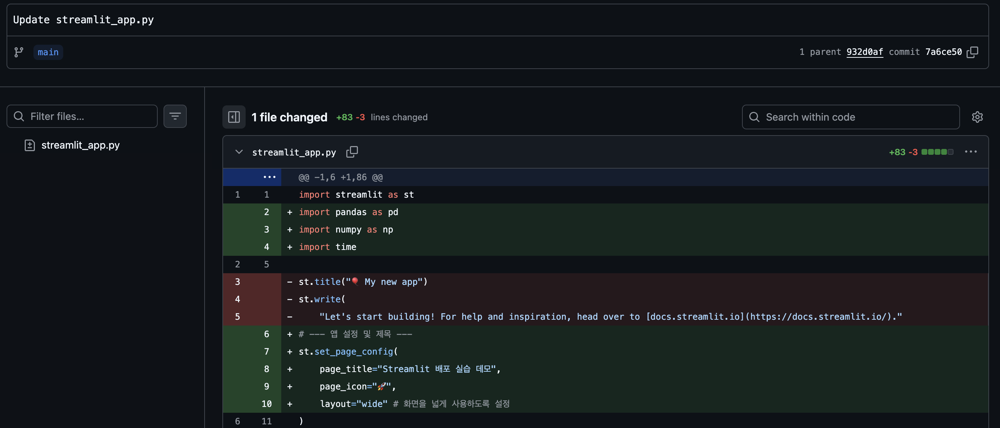 Update streamlit_app.py
main
1 parent 932d0af commit 7a6ce50
Filter files...
streamlit_app.py
1 file changed +83 -3 lines changed
Search within code
streamlit_app.py
+83 -3
@@ -1,6 +1,86 @@
1 1 import streamlit as st
2 + import pandas as pd
3 + import numpy as np
4 + import time
2 5
3 - st.title("🎈 My new app")
4 - st.write(
5 - "Let's start building! For help and inspiration, head over to [docs.streamlit.io](https://docs.streamlit.io/)."
6 + # --- 앱 설정 및 제목 ---
7 + st.set_page_config(
8 + page_title="Streamlit 배포 실습 데모",
9 + page_icon="🚀",
10 + layout="wide" # 화면을 넓게 사용하도록 설정
6 11 )